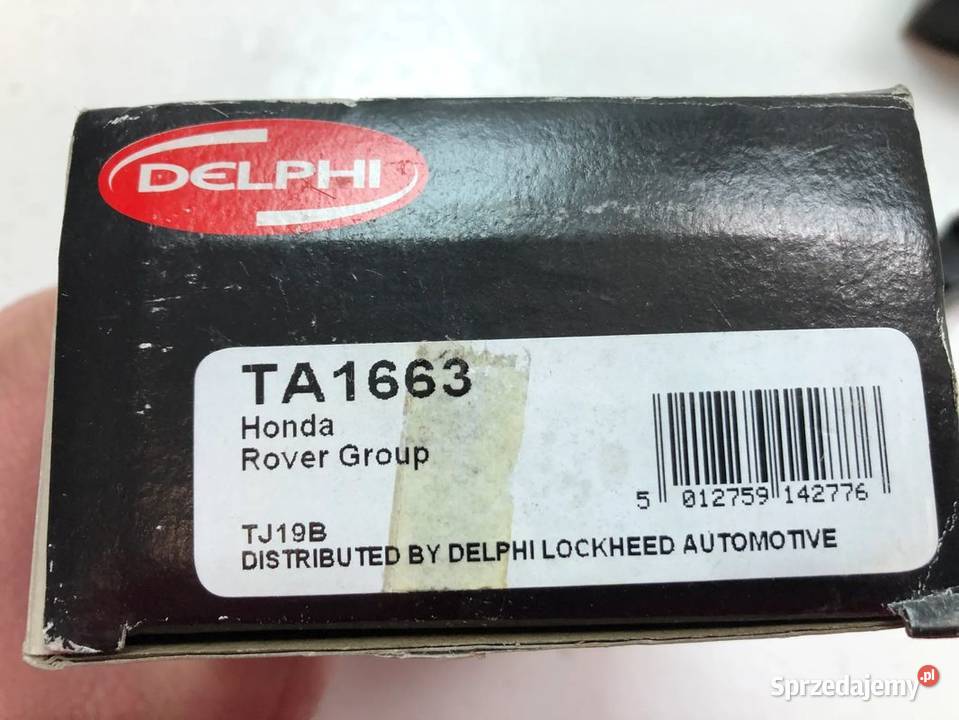 DELPHI
TA1663
Honda
Rover Group
5 012759 142776
TJ19B
DISTRIBUTED BY DELPHI LOCKHEED AUTOMOTIVE
Sprzedajemy.pl